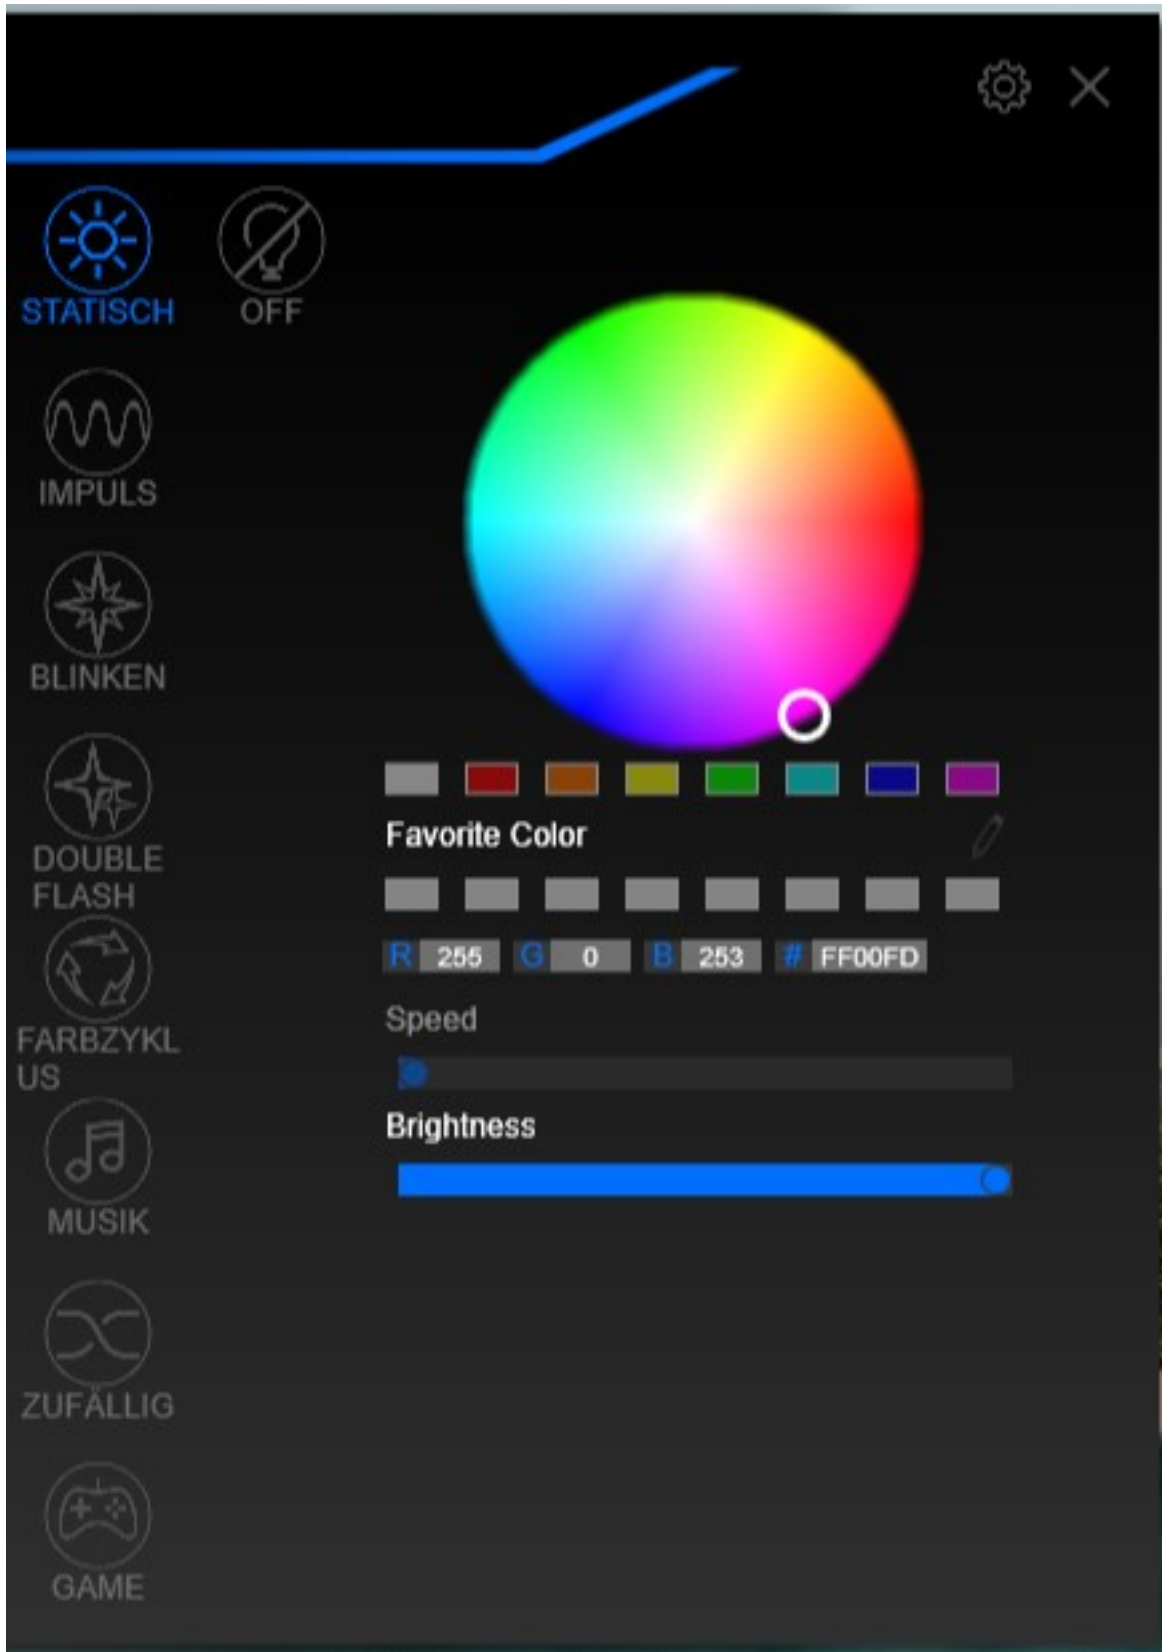 STATISCH OFF
IMPULS
BLINKEN
DOUBLE
FLASH
FARBZYKL
US
MUSIK
ZUFÄLLIG
GAME
Favorite Color
R 255 G 0 B 253 # FF00FD
Speed
Brightness